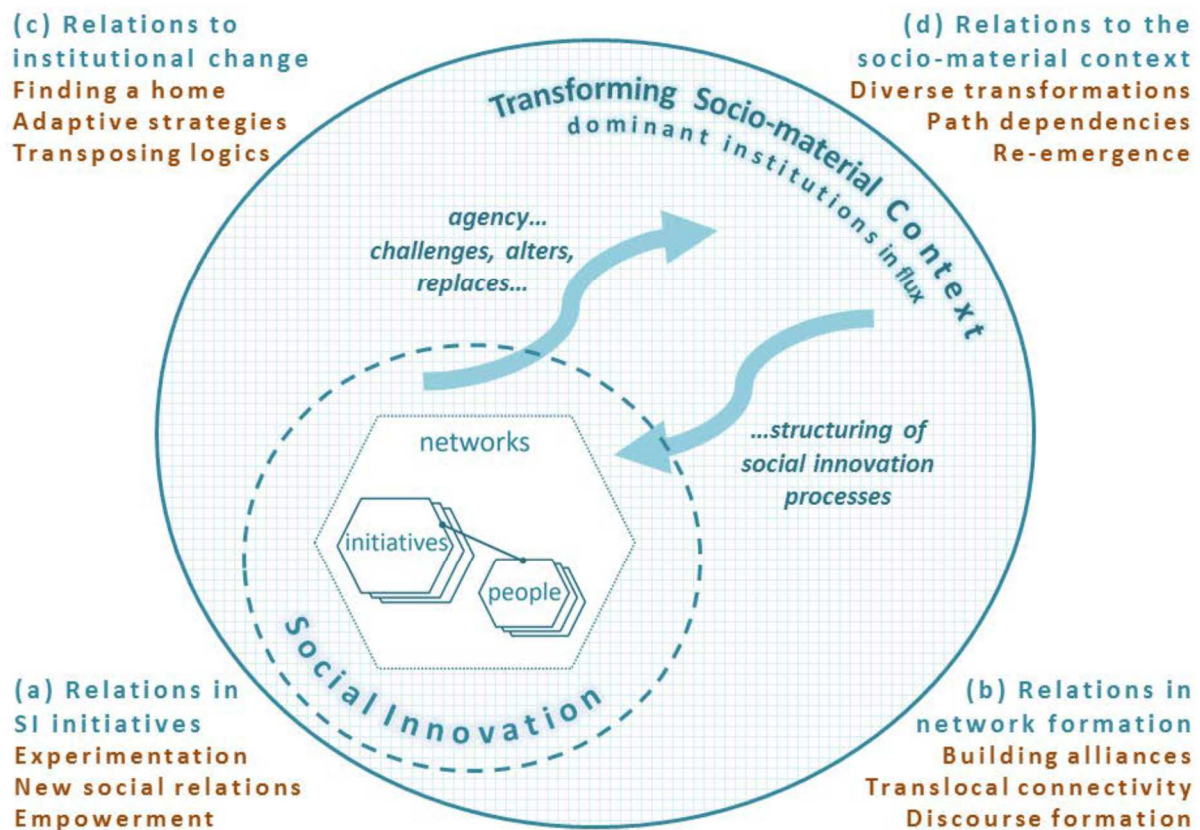 (c) Relations to
institutional change
Finding a home
Adaptive strategies
Transposing logics
(d) Relations to the
socio-material context
Diverse transformations
Path dependencies
Re-emergence
Transforming Socio-material Context
dominant institutions in flux
agency...
challenges, alters,
replaces...
...structuring of
social innovation
processes
networks
initiatives
people
Social Innovation
(a) Relations in
SI initiatives
Experimentation
New social relations
Empowerment
(b) Relations in
network formation
Building alliances
Translocal connectivity
Discourse formation